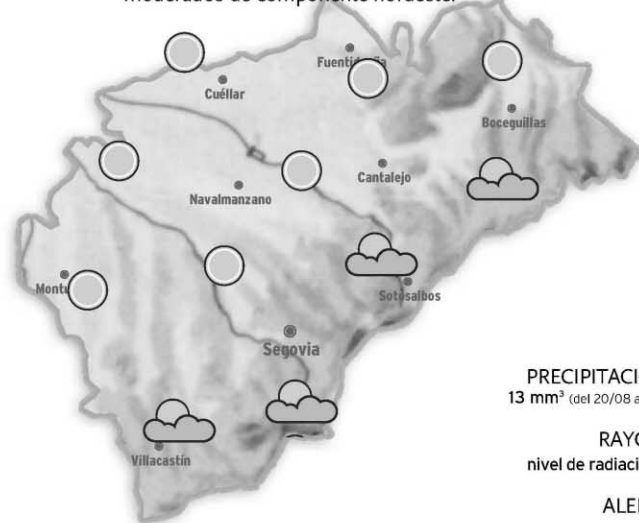 moderados de componente nordeste.
Cuéllar
Boceguillas
Cantalejo
Navalmanzano
Sotosalbos
Segovia
Villacastín
PRECIPITACI
13 mm³ (del 20/08 a
RAYO
nivel de radiaci
ALE